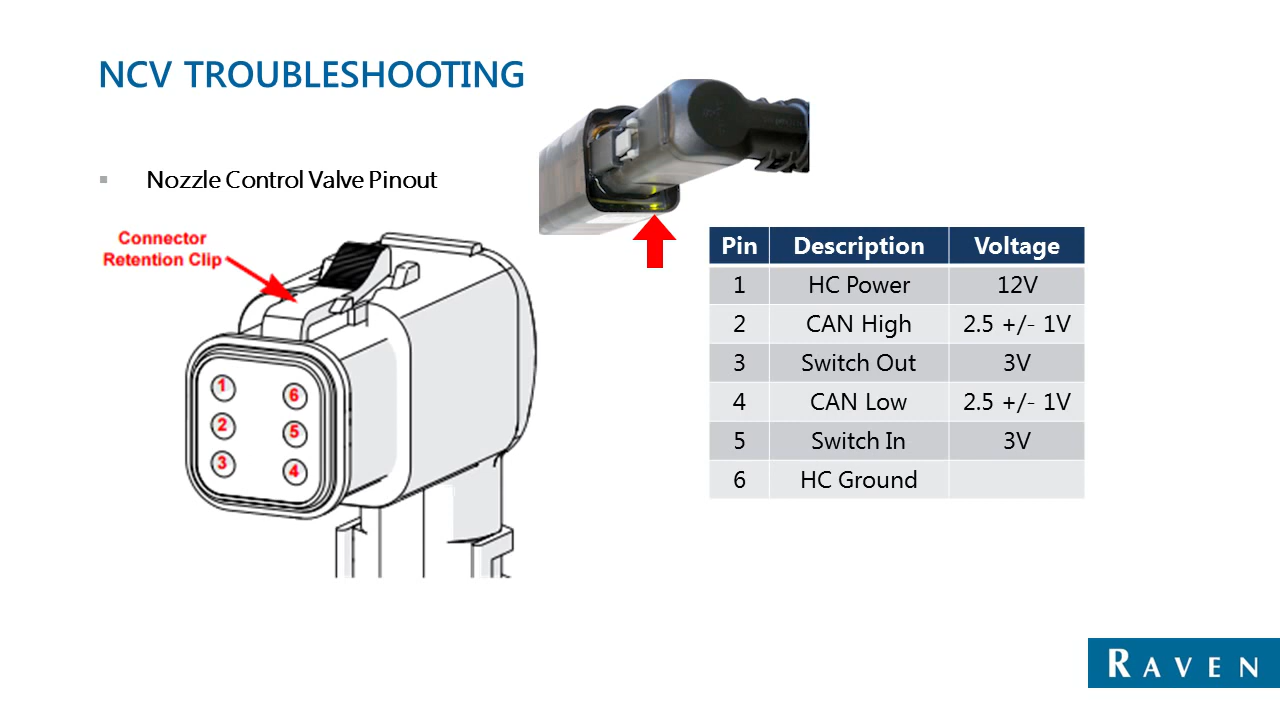 NCV TROUBLESHOOTING
Nozzle Control Valve Pinout
Connector
Retention Clip
1
2
3
6
5
4
Pin Description Voltage
1 HC Power 12V
2 CAN High 2.5 +/- 1V
3 Switch Out 3V
4 CAN Low 2.5 +/- 1V
5 Switch In 3V
6 HC Ground
RAVEN